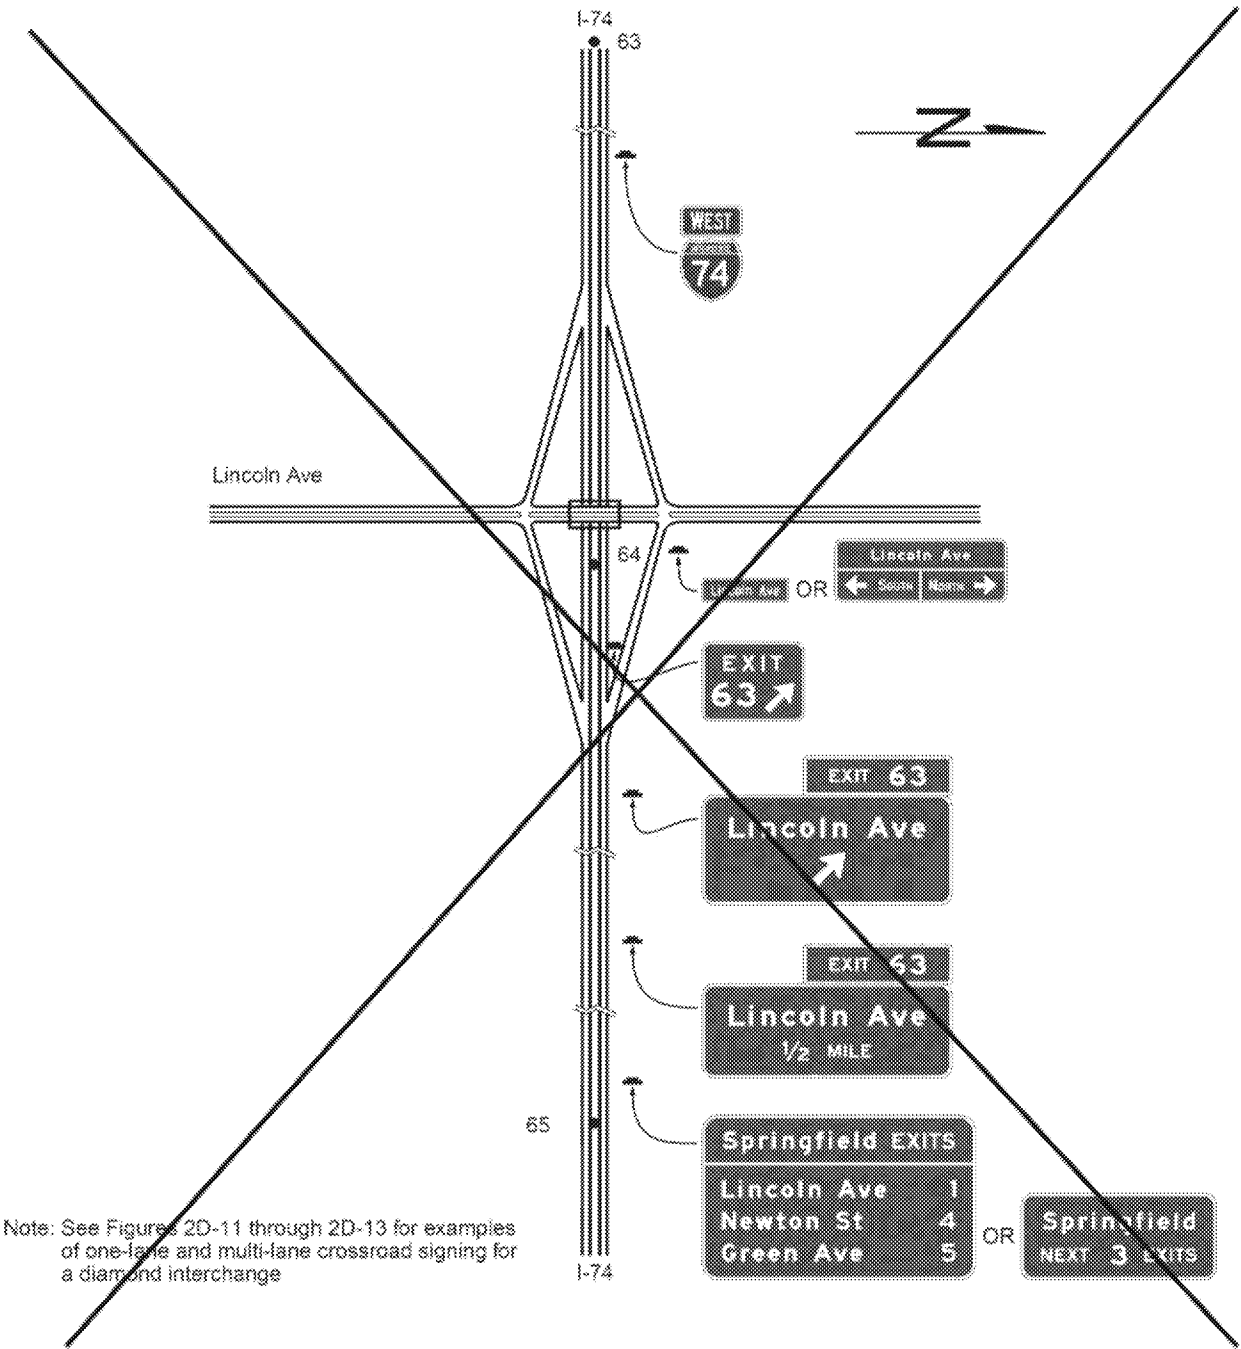 I-74
63
N
WEST
74
Lincoln Ave
64
Lincoln Ave
OR
Lincoln Ave
← SOUTH NORTH →
EXIT
63
EXIT 63
Lincoln Ave
EXIT 63
Lincoln Ave
1/2 MILE
65
Springfield EXITS
Lincoln Ave 1
Newton St 4
Green Ave 5
OR
Springfield
NEXT 3 EXITS
Note: See Figures 2D-11 through 2D-13 for examples
of one-lane and multi-lane crossroad signing for
a diamond interchange
I-74